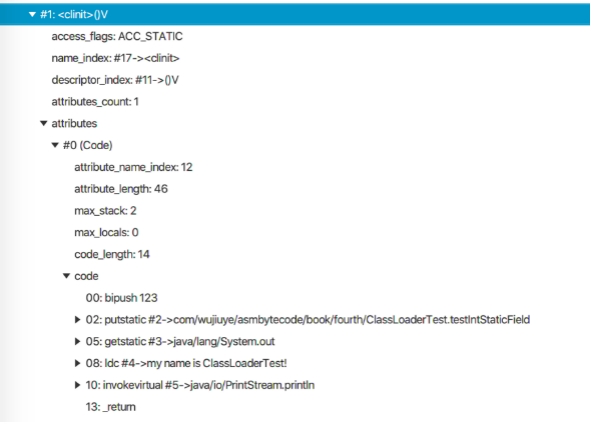 #1: <clinit>()V
access_flags: ACC_STATIC
name_index: #17-><clinit>
descriptor_index: #11->()V
attributes_count: 1
attributes
#0 (Code)
attribute_name_index: 12
attribute_length: 46
max_stack: 2
max_locals: 0
code_length: 14
code
00: bipush 123
02: putstatic #2->com/wujiuye/asmbytecode/book/fourth/ClassLoaderTest.testIntStaticField
05: getstatic #3->java/lang/System.out
08: ldc #4->my name is ClassLoaderTest!
10: invokevirtual #5->java/io/PrintStream.println
13: _return